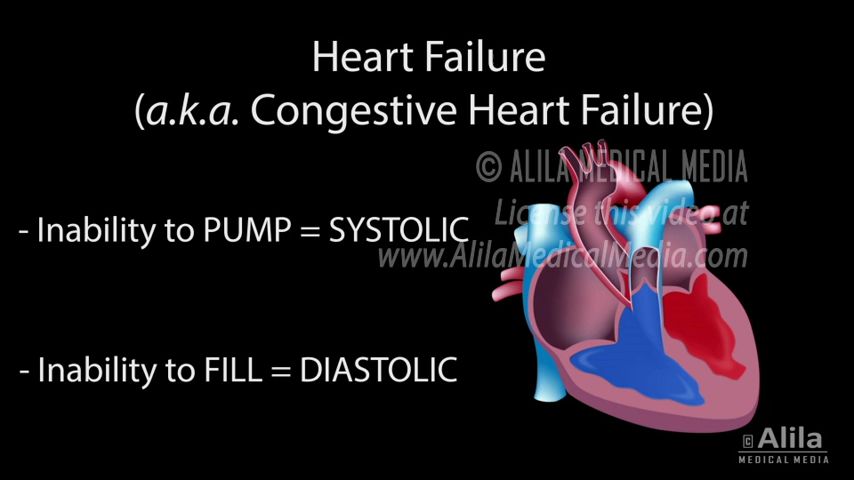 Heart Failure
(a.k.a. Congestive Heart Failure)
© ALILA MEDICAL MEDIA
- Inability to PUMP = SYSTOLIC
License this video at
www.AlilaMedicalMedia.com
- Inability to FILL = DIASTOLIC
© Alila
MEDICAL MEDIA